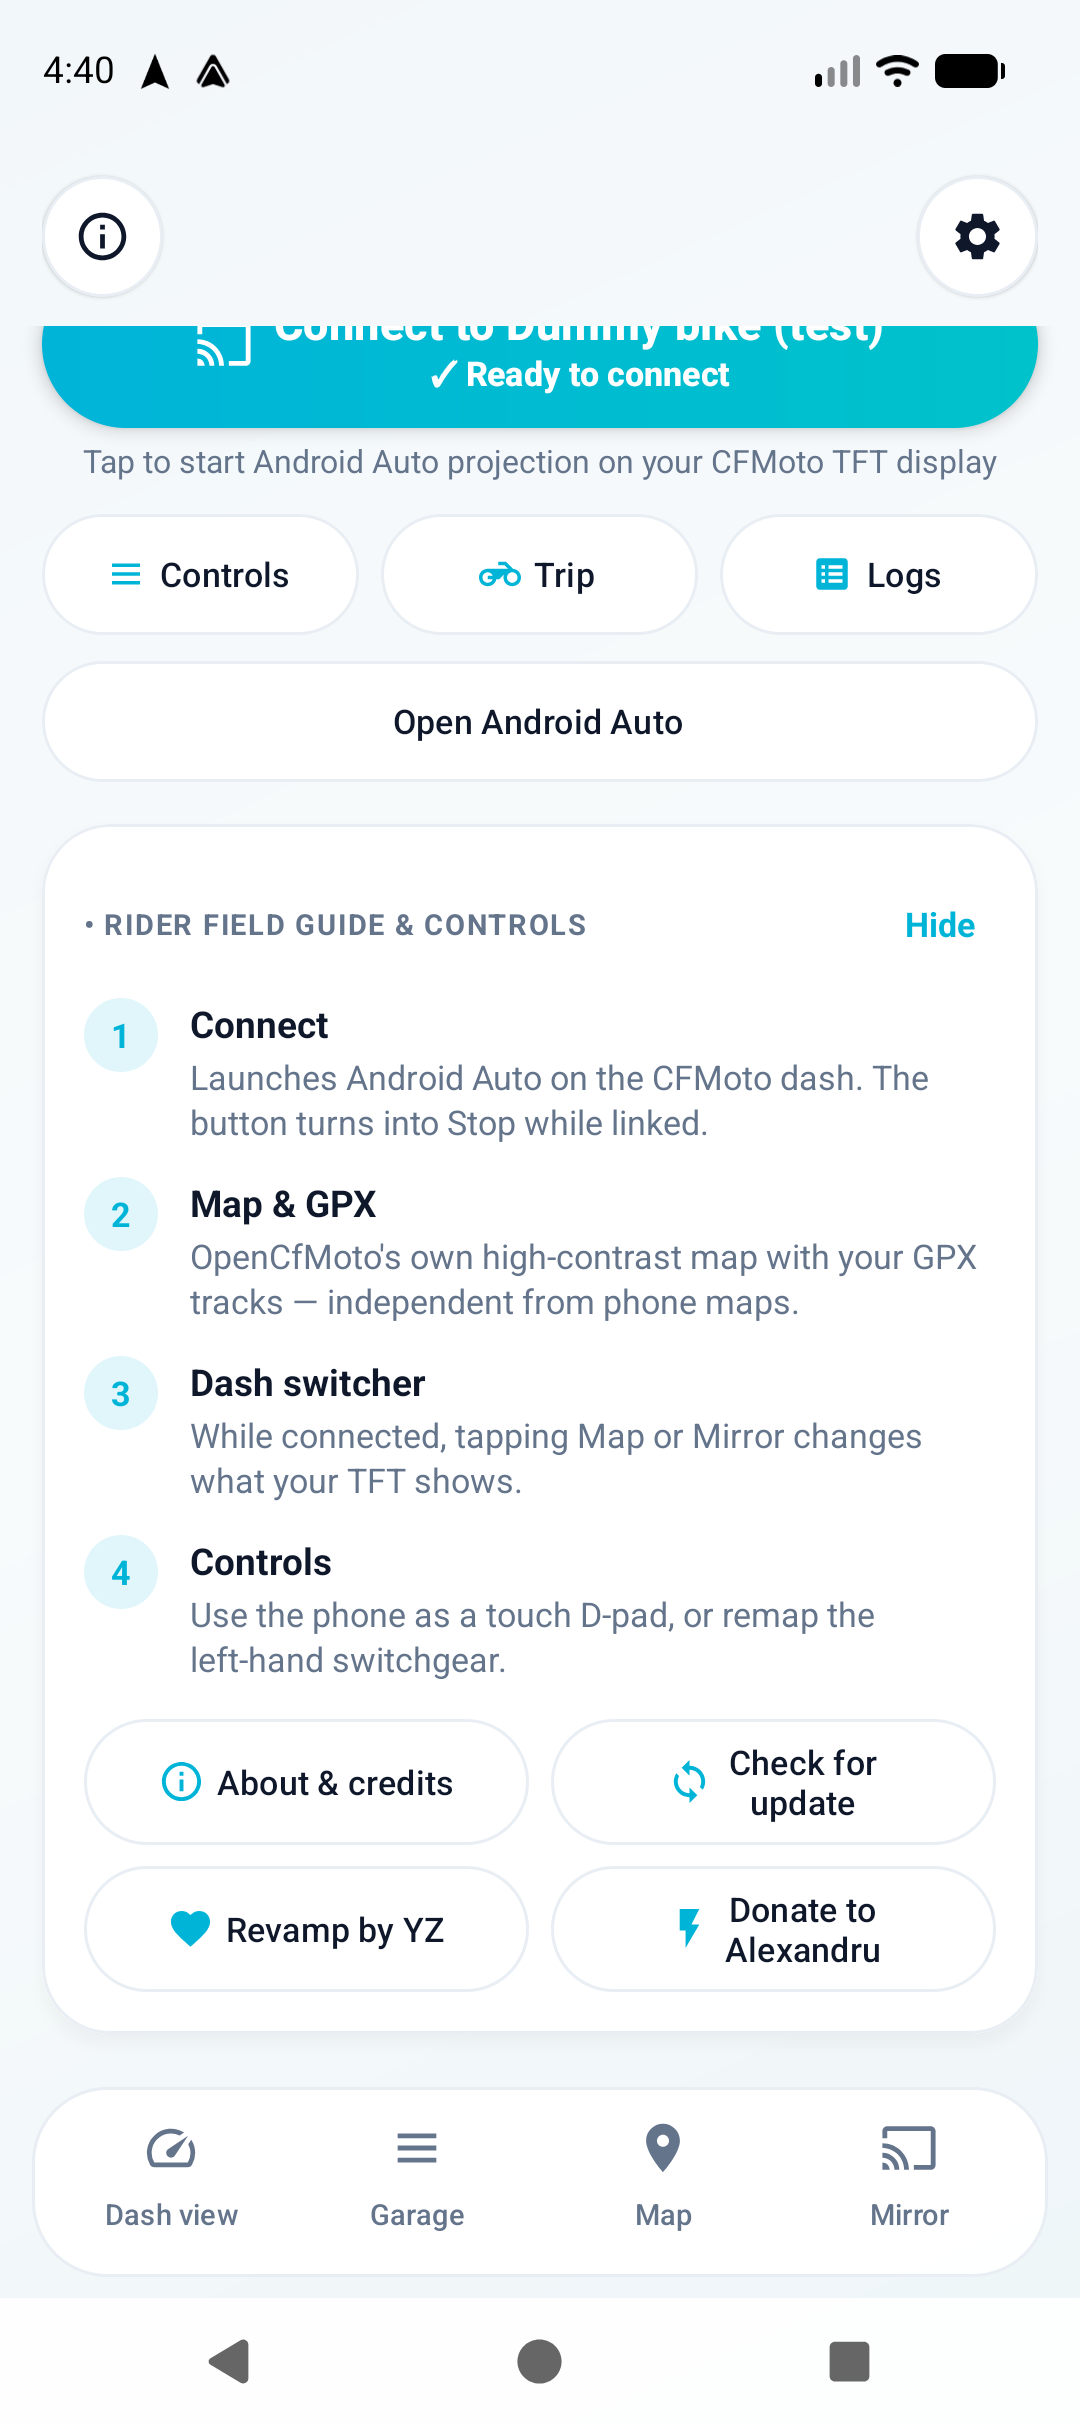 4:40
Connect to Dummy bike (test)
✓ Ready to connect
Tap to start Android Auto projection on your CFMoto TFT display
Controls
Trip
Logs
Open Android Auto
• RIDER FIELD GUIDE & CONTROLS
Hide
1
Connect
Launches Android Auto on the CFMoto dash. The
button turns into Stop while linked.
2
Map & GPX
OpenCfMoto's own high-contrast map with your GPX
tracks — independent from phone maps.
3
Dash switcher
While connected, tapping Map or Mirror changes
what your TFT shows.
4
Controls
Use the phone as a touch D-pad, or remap the
left-hand switchgear.
About & credits
Check for
update
Revamp by YZ
Donate to
Alexandru
Dash view
Garage
Map
Mirror